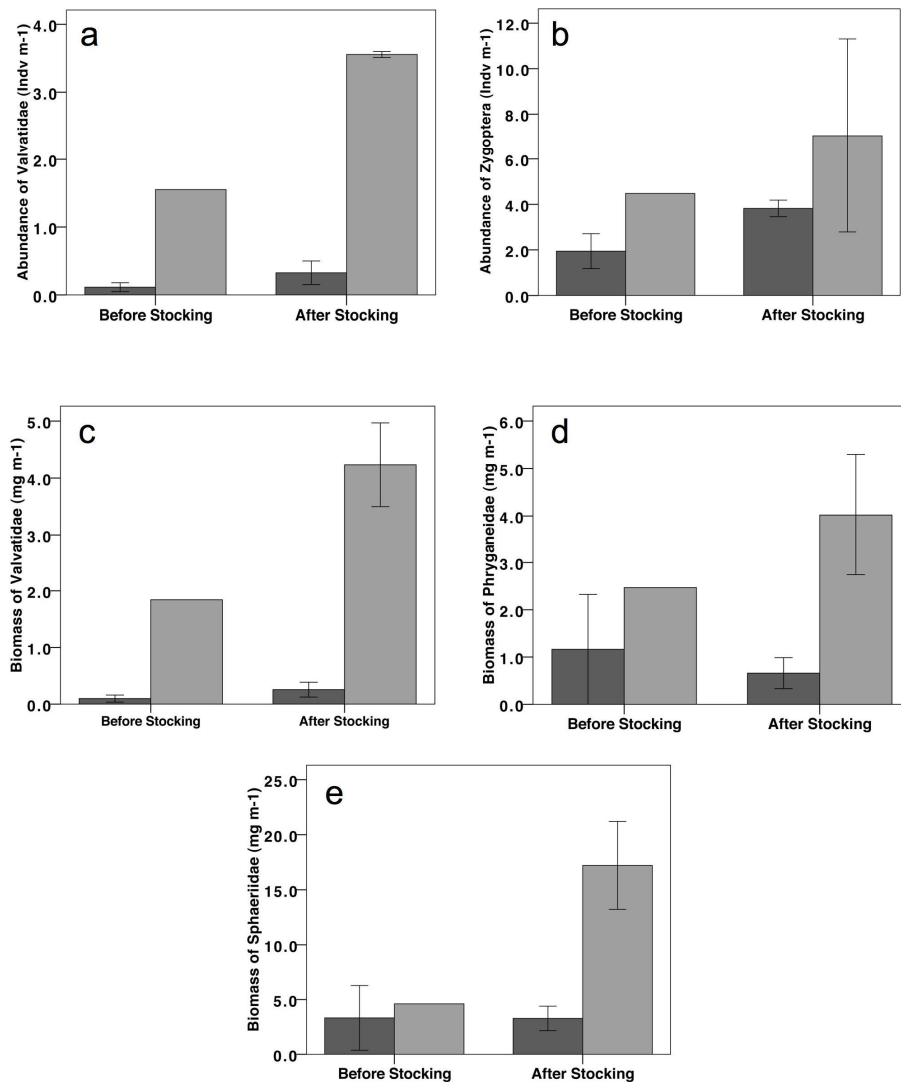 a
Abundance of Valvatidae (Indv m-1)
4.0
3.0
2.0
1.0
0.0
Before Stocking After Stocking
b
Abundance of Zygoptera (Indv m-1)
12.0
10.0
8.0
6.0
4.0
2.0
0.0
Before Stocking After Stocking
c
Biomass of Valvatidae (mg m-1)
5.0
4.0
3.0
2.0
1.0
0.0
Before Stocking After Stocking
d
Biomass of Phryganeidae (mg m-1)
6.0
5.0
4.0
3.0
2.0
1.0
0.0
Before Stocking After Stocking
e
Biomass of Sphaeriidae (mg m-1)
25.0
20.0
15.0
10.0
5.0
0.0
Before Stocking After Stocking